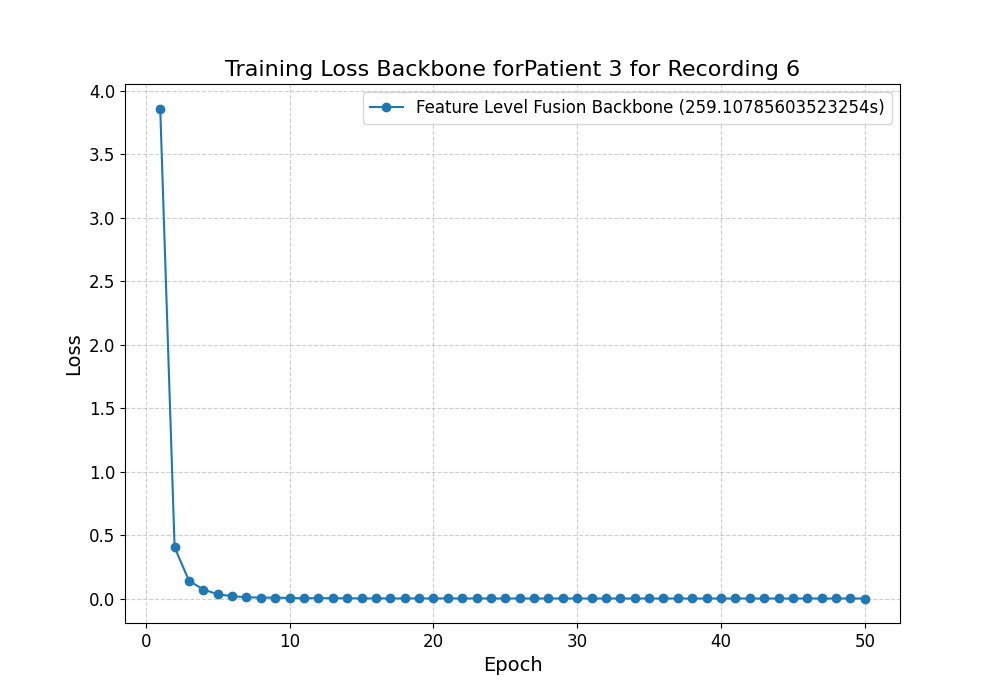 Training Loss Backbone forPatient 3 for Recording 6
Feature Level Fusion Backbone (259.10785603523254s)
Loss
4.0
3.5
3.0
2.5
2.0
1.5
1.0
0.5
0.0
0 10 20 30 40 50
Epoch